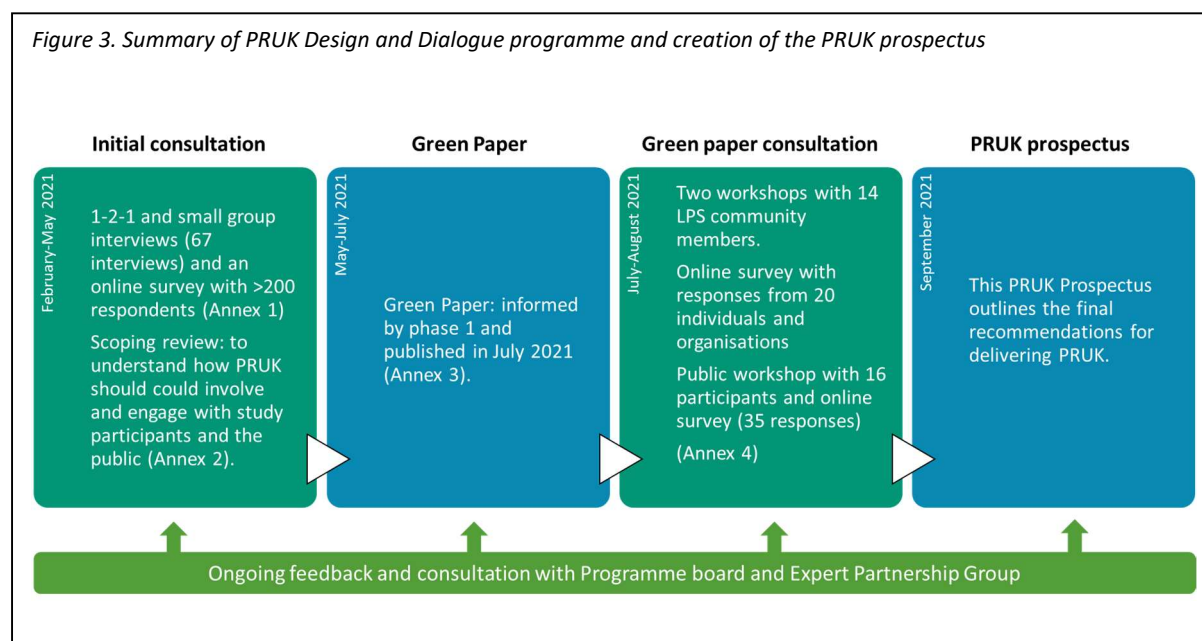 Figure 3. Summary of PRUK Design and Dialogue programme and creation of the PRUK prospectus
Initial consultation
February-May 2021
1-2-1 and small group
interviews (67
interviews) and an
online survey with >200
respondents (Annex 1)
Scoping review: to
understand how PRUK
should could involve
and engage with study
participants and the
public (Annex 2).
Green Paper
May-July 2021
Green Paper: informed
by phase 1 and
published in July 2021
(Annex 3).
Green paper consultation
July-August 2021
Two workshops with 14
LPS community
members.
Online survey with
responses from 20
individuals and
organisations
Public workshop with 16
participants and online
survey (35 responses)
(Annex 4)
PRUK prospectus
September 2021
This PRUK Prospectus
outlines the final
recommendations for
delivering PRUK.
Ongoing feedback and consultation with Programme board and Expert Partnership Group